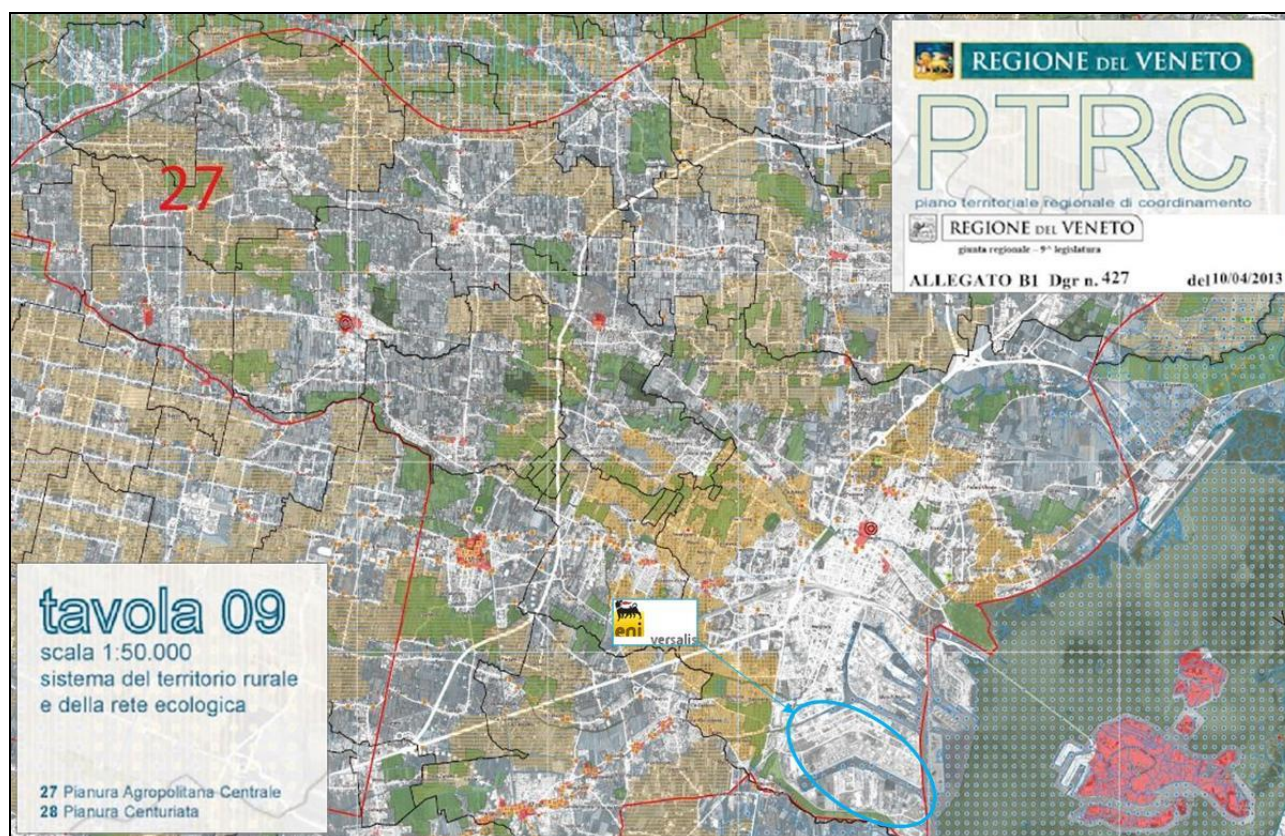 REGIONE DEL VENETO
PTRC
piano territoriale regionale di coordinamento
REGIONE DEL VENETO
giunta regionale – 9^ legislatura
ALLEGATO B1 Dgr n. 427 del 10/04/2013
27
eni
versalis
tavola 09
scala 1:50.000
sistema del territorio rurale
e della rete ecologica
27 Pianura Agropolitana Centrale
28 Pianura Centuriata